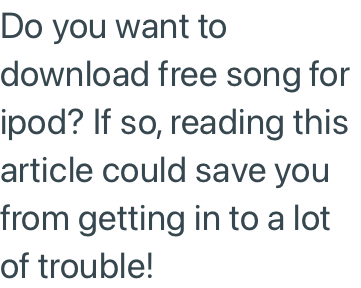 Do you want to
download free song for
ipod? If so, reading this
article could save you
from getting in to a lot
of trouble!